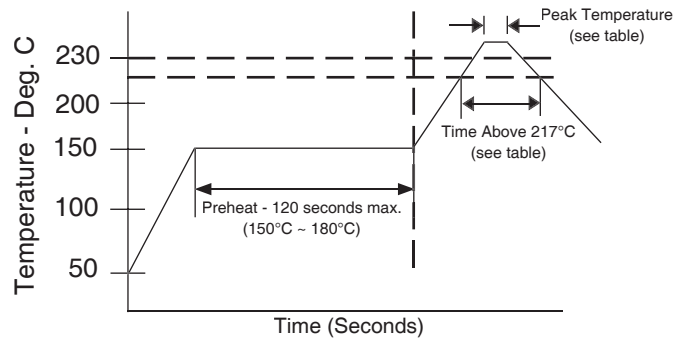 Peak Temperature
(see table)
230
200
Time Above 217°C
(see table)
150
Preheat - 120 seconds max.
(150°C ~ 180°C)
100
50
Temperature - Deg. C
Time (Seconds)